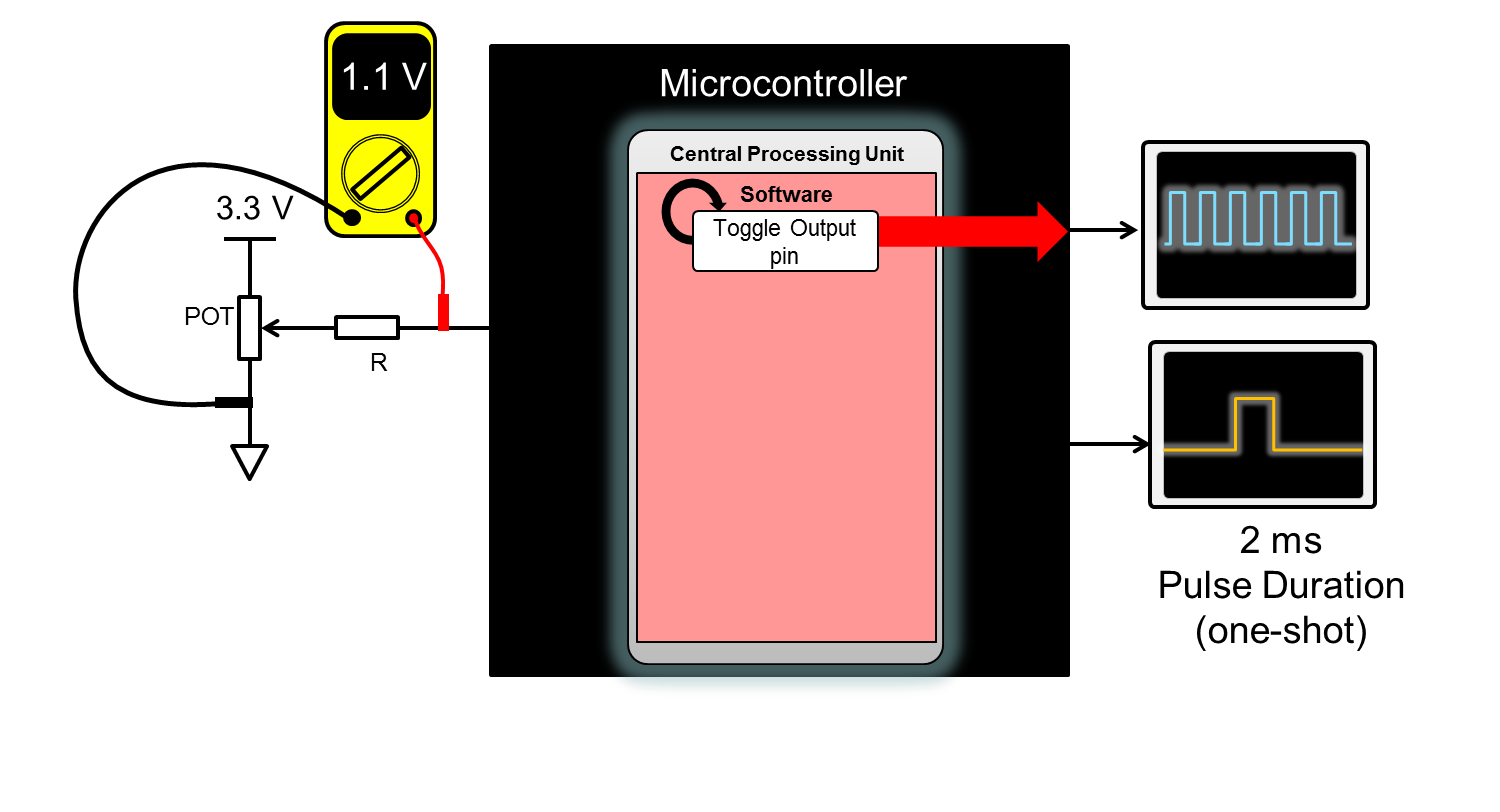 1.1 V
Microcontroller
Central Processing Unit
Software
Toggle Output
pin
3.3 V
POT
R
2 ms
Pulse Duration
(one-shot)